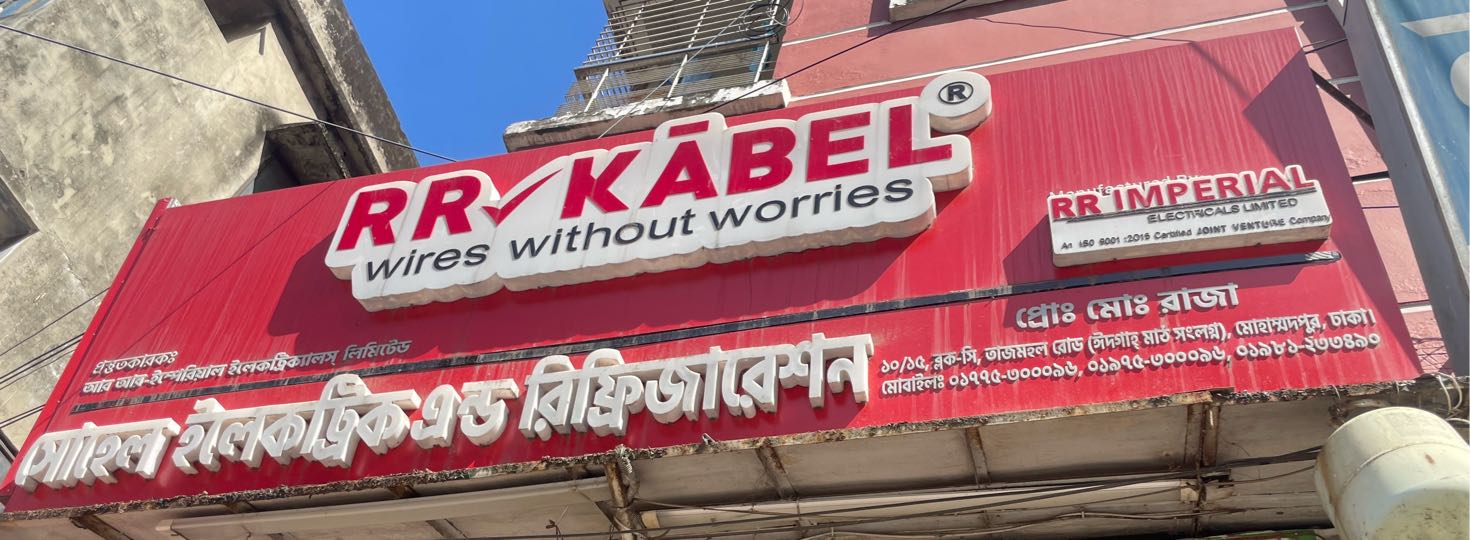 RR KĀBEL®
wires without worries
Manufactured By:
RR IMPERIAL
ELECTRICALS LIMITED
An ISO 9001:2015 Certified JOINT VENTURE Company
প্রস্তুতকারকঃ
আর আর-ইম্পেরিয়াল ইলেকট্রিক্যালস্ লিমিটেড
সোহেল ইলেকট্রিক এন্ড রিফ্রিজারেশন
প্রোঃ মোঃ রাজা
১০/১৫, ব্লক-সি, তাজমহল রোড (ঈদগাহ্ মাঠ সংলগ্ন), মোহাম্মদপুর, ঢাকা।
মোবাইলঃ ০১৭৭৫-৩০০০৯৬, ০১৯৭৫-৩০০০৯৬, ০১৯৮১-২৩৩৪৯০